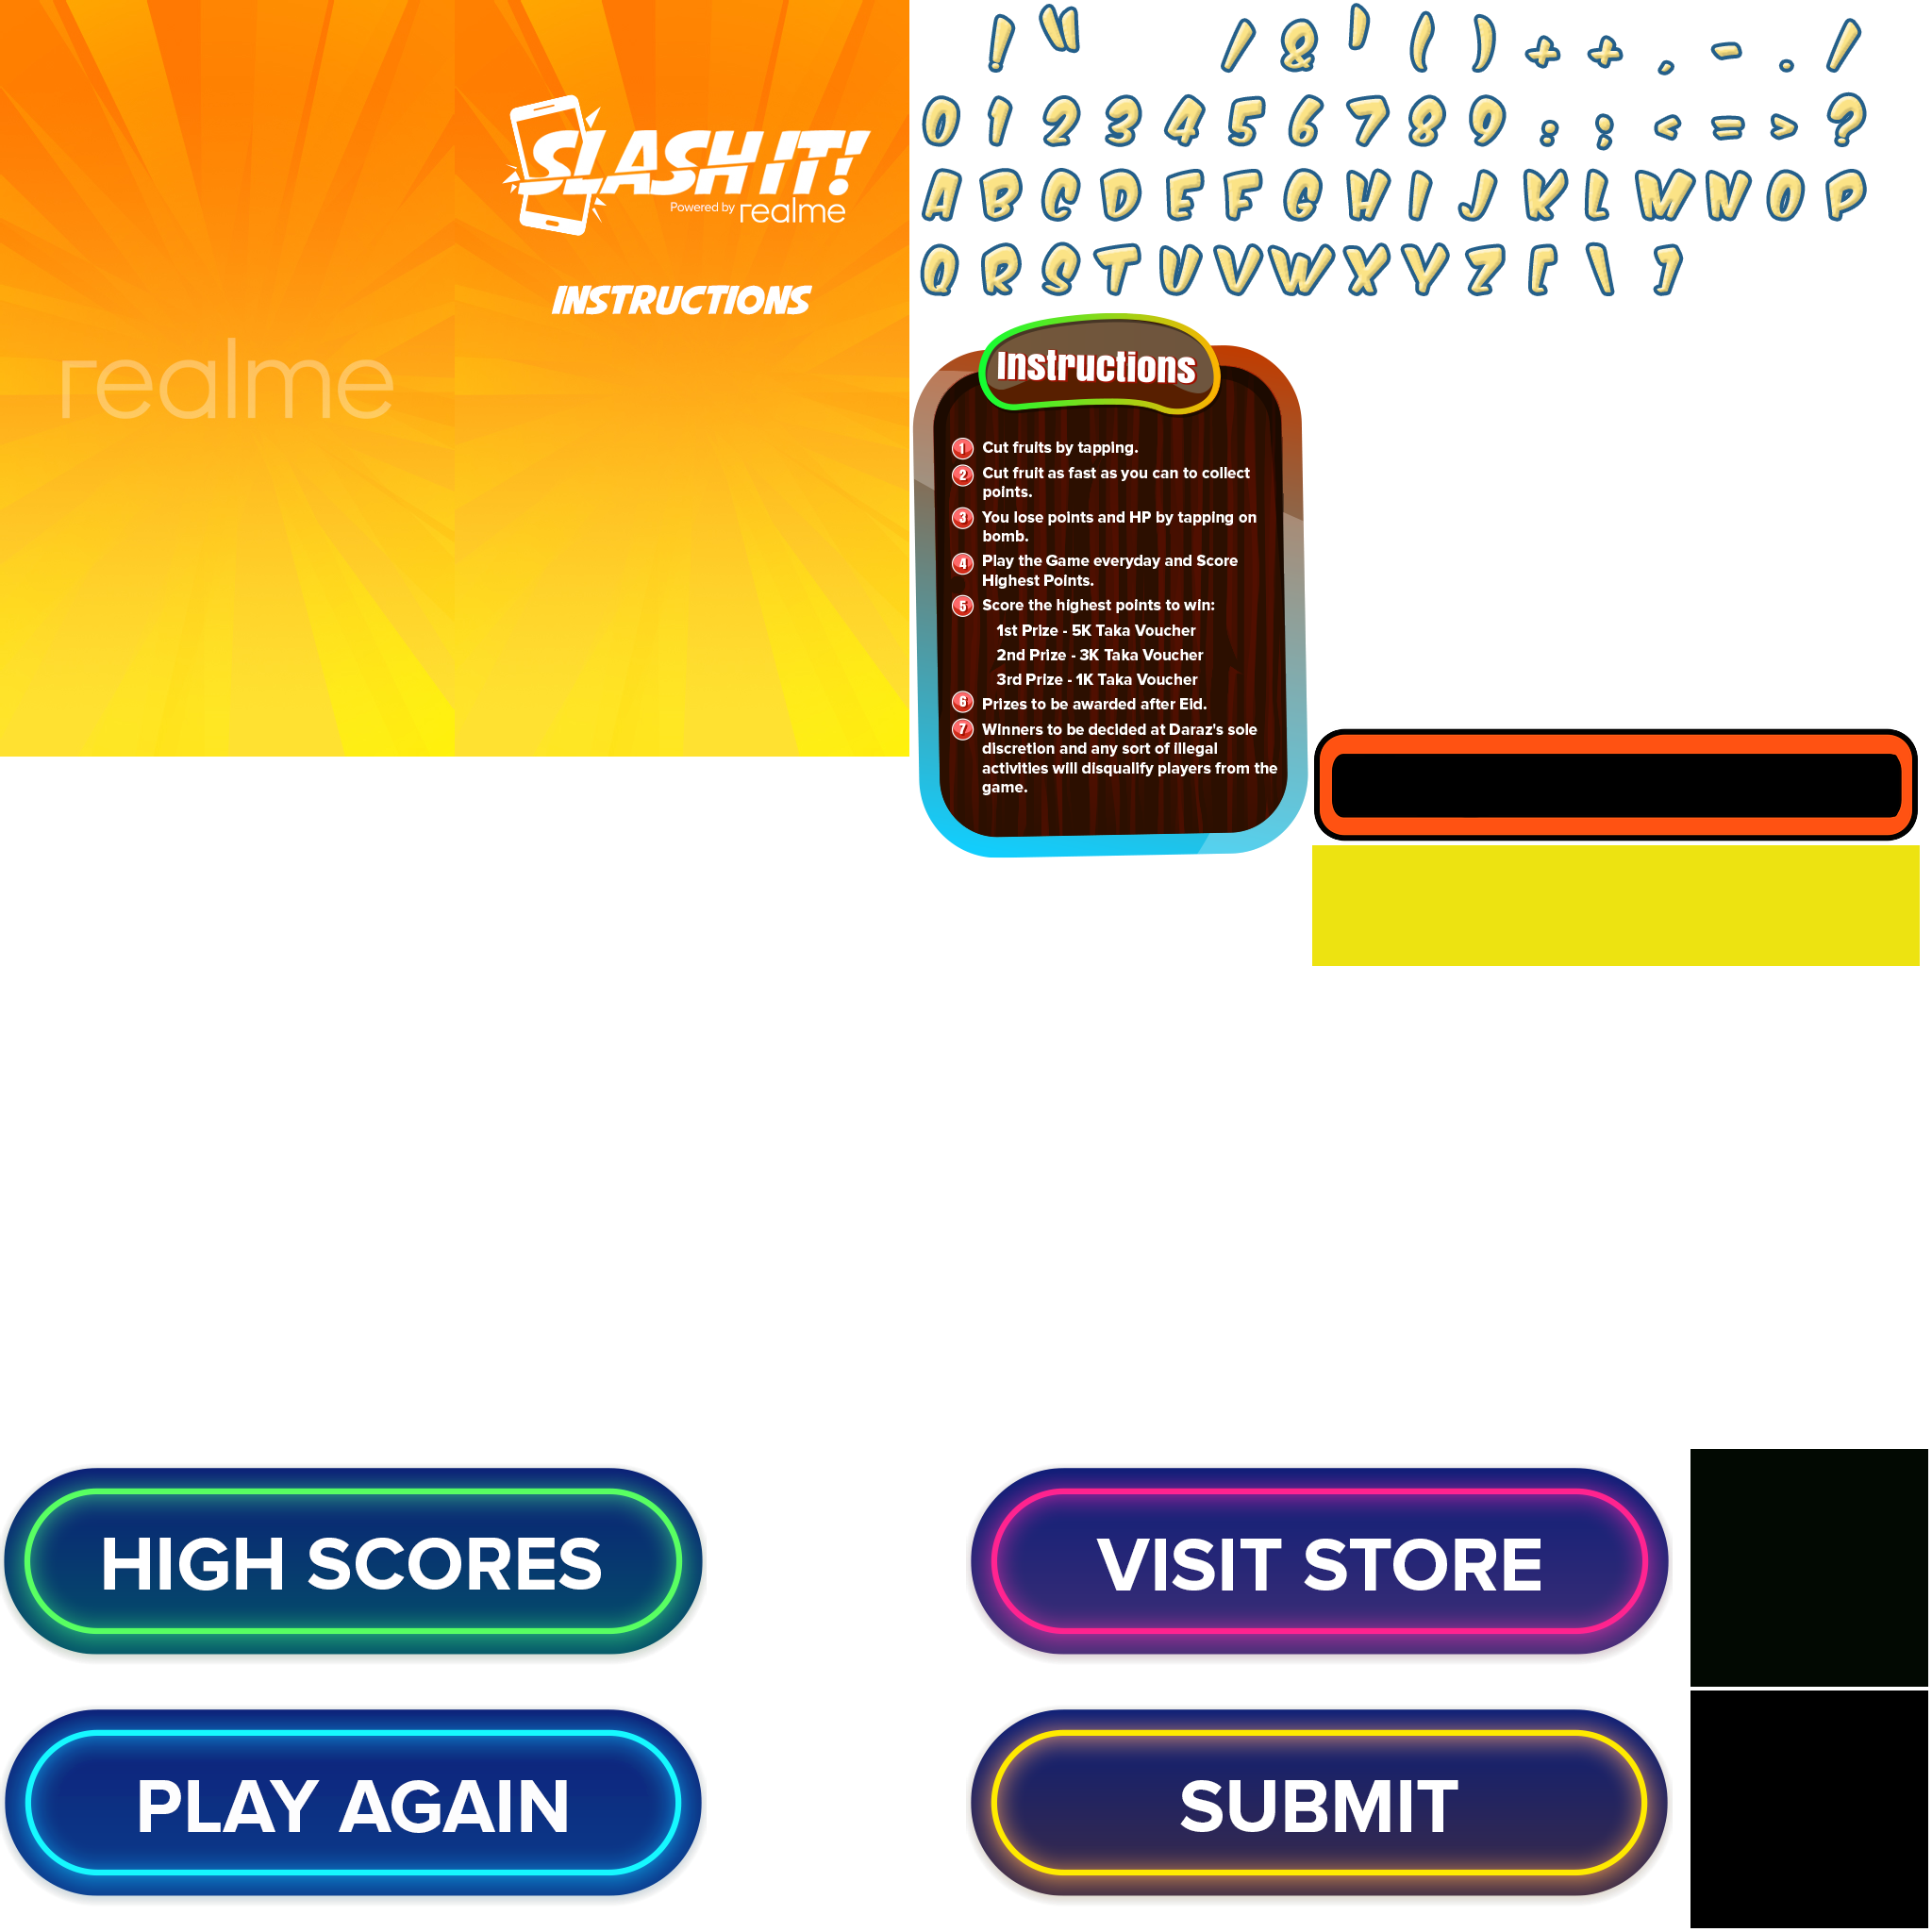 realme
SLASH IT!
Powered by realme
INSTRUCTIONS
! " / & ' ( ) + + , - . /
0 1 2 3 4 5 6 7 8 9 : ; < = > ?
A B C D E F G H I J K L M N O P
Q R S T U V W X Y Z [ \ ]
Instructions
1 Cut fruits by tapping.
2 Cut fruit as fast as you can to collect
points.
3 You lose points and HP by tapping on
bomb.
4 Play the Game everyday and Score
Highest Points.
5 Score the highest points to win:
1st Prize - 5K Taka Voucher
2nd Prize - 3K Taka Voucher
3rd Prize - 1K Taka Voucher
6 Prizes to be awarded after Eid.
7 Winners to be decided at Daraz's sole
discretion and any sort of illegal
activities will disqualify players from the
game.
HIGH SCORES
VISIT STORE
PLAY AGAIN
SUBMIT